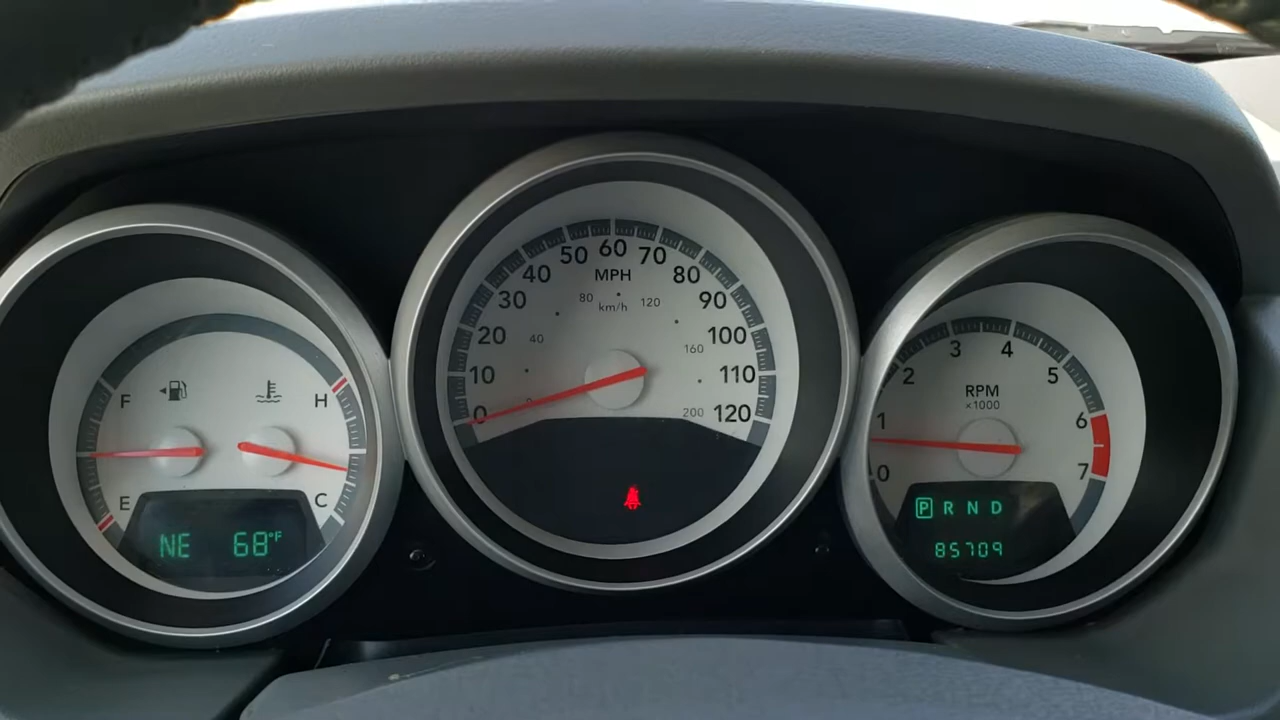 F H
E C
NE 68°F
0 10 20 30 40 50 60 70 80 90 100 110 120
MPH
km/h
40 80 120 160 200
0 1 2 3 4 5 6 7
RPM
×1000
P R N D
85709